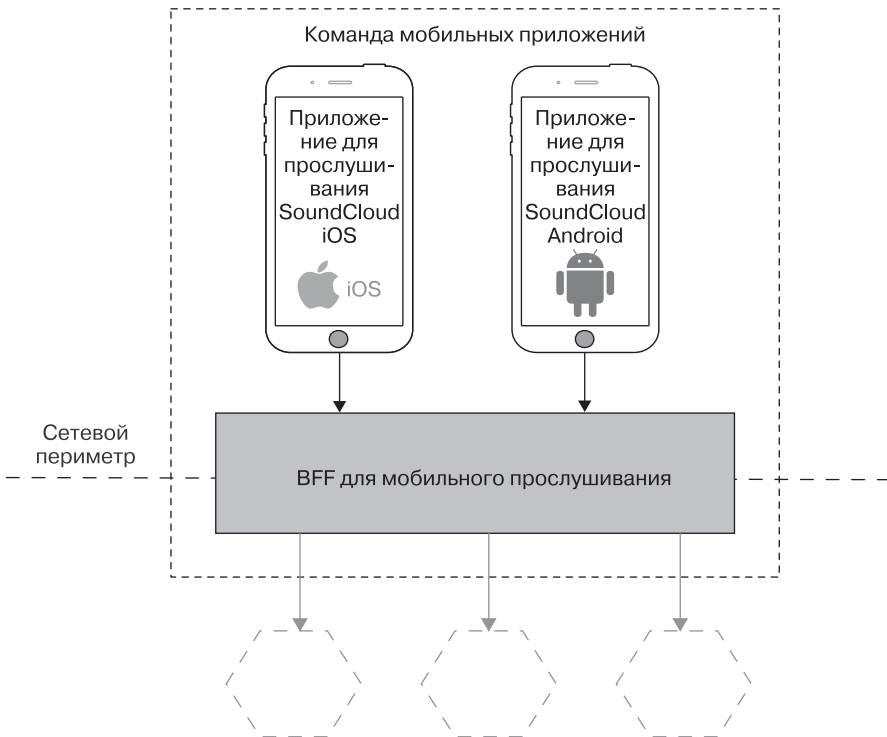 Команда мобильных приложений
Приложе-
ние для
прослуши-
вания
SoundCloud
iOS
iOS
Приложе-
ние для
прослуши-
вания
SoundCloud
Android
Сетевой
периметр
BFF для мобильного прослушивания